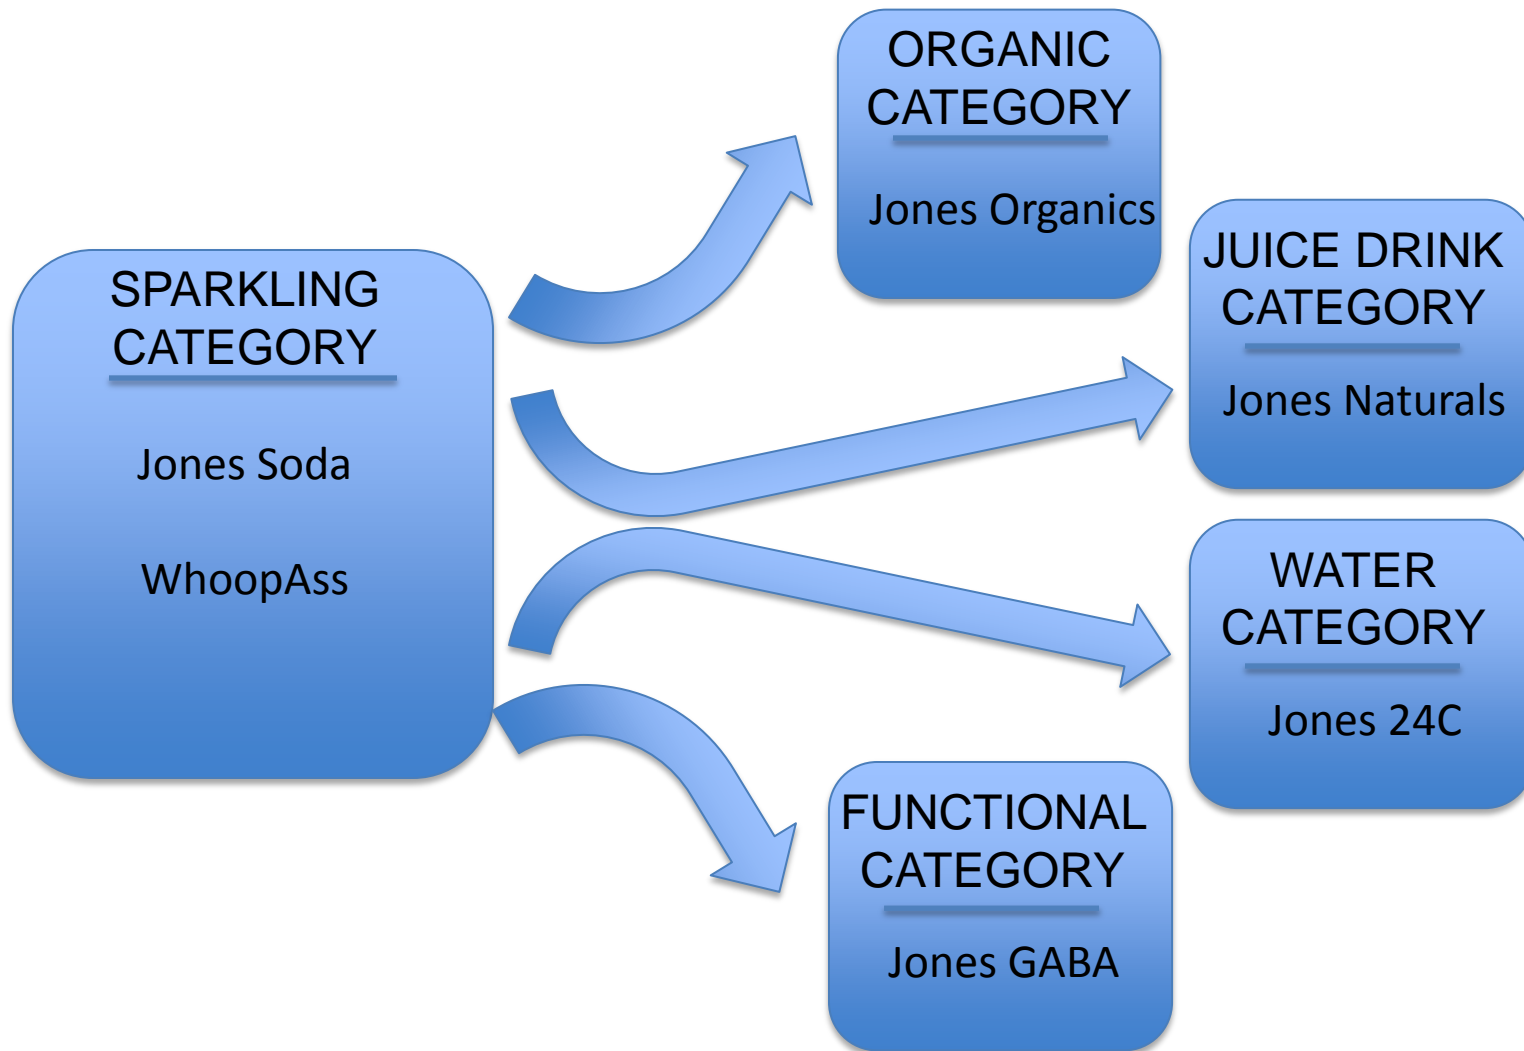 SPARKLING
CATEGORY
Jones Soda
WhoopAss
ORGANIC
CATEGORY
Jones Organics
JUICE DRINK
CATEGORY
Jones Naturals
WATER
CATEGORY
Jones 24C
FUNCTIONAL
CATEGORY
Jones GABA